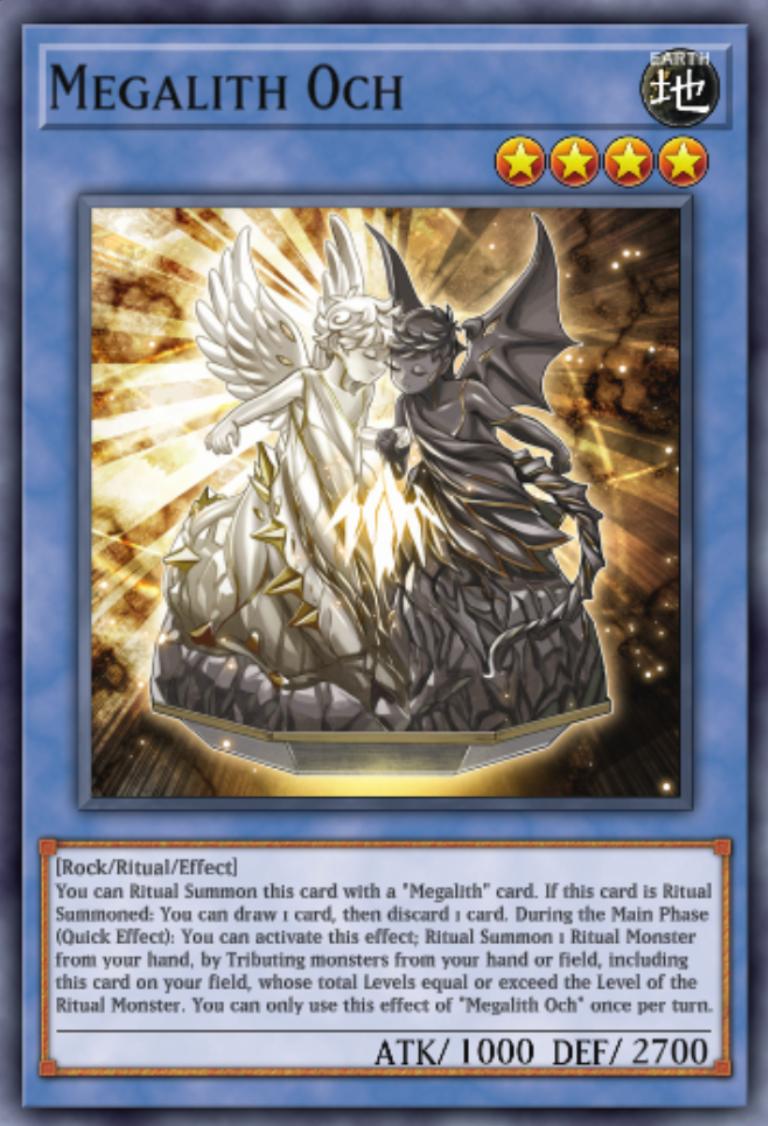 MEGALITH OCH
EARTH
地
[Rock/Ritual/Effect]
You can Ritual Summon this card with a "Megalith" card. If this card is Ritual
Summoned: You can draw 1 card, then discard 1 card. During the Main Phase
(Quick Effect): You can activate this effect; Ritual Summon 1 Ritual Monster
from your hand, by Tributing monsters from your hand or field, including
this card on your field, whose total Levels equal or exceed the Level of the
Ritual Monster. You can only use this effect of "Megalith Och" once per turn.
ATK/ 1000 DEF/ 2700